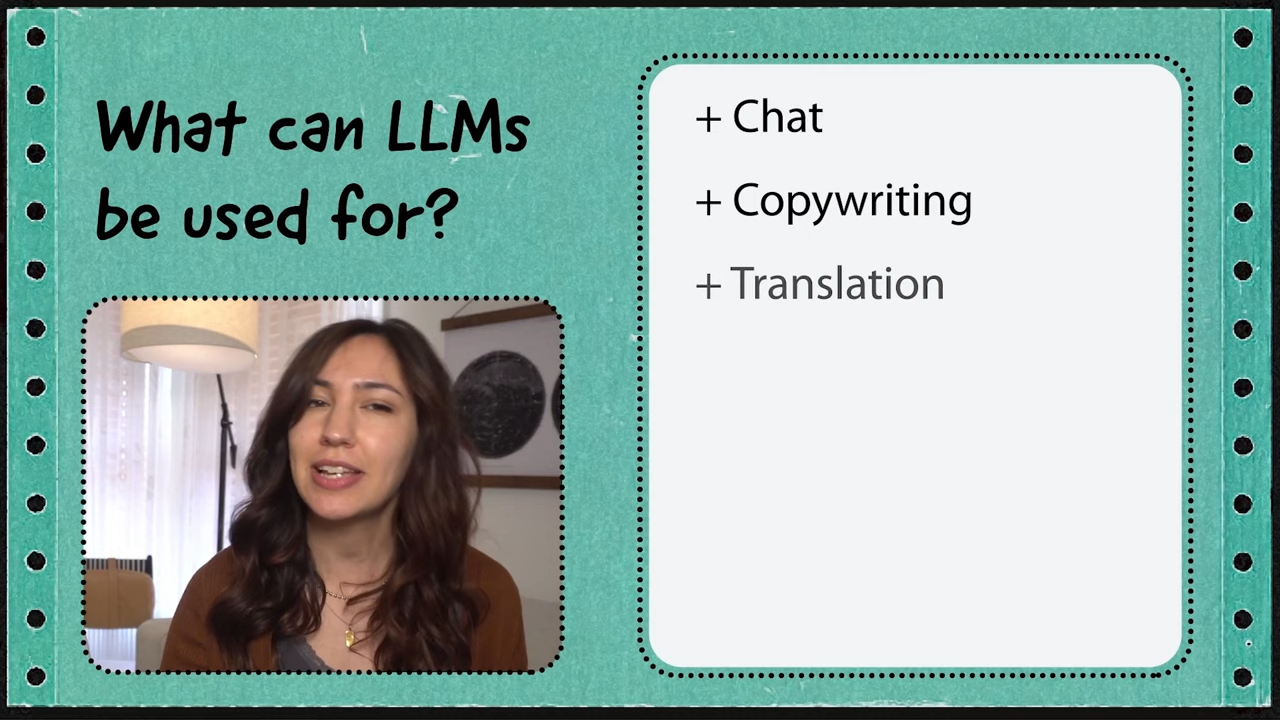 What can LLMs
be used for?
+ Chat
+ Copywriting
+ Translation